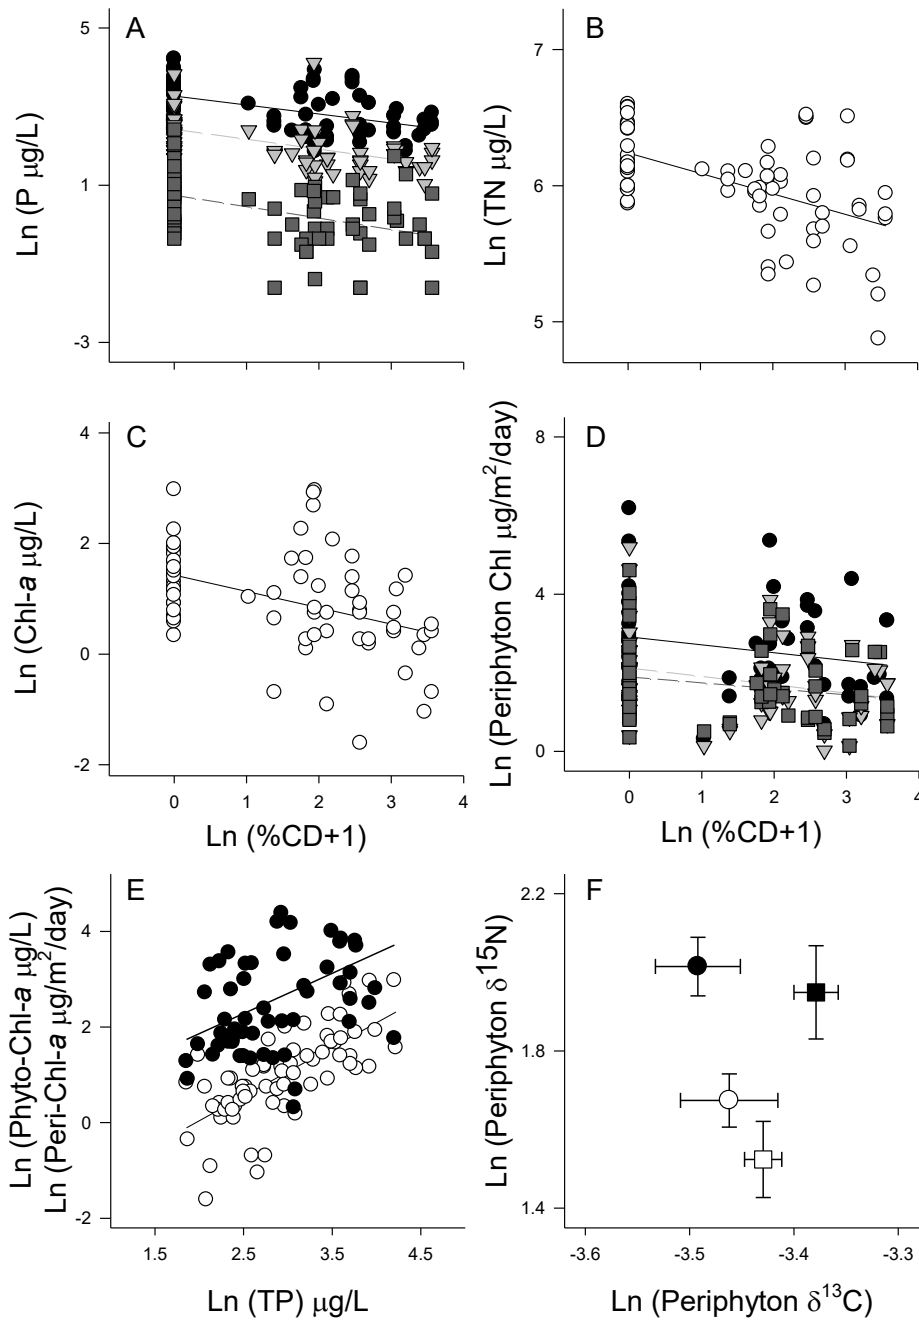 A
5
1
-3
Ln (P μg/L)
B
7
6
5
Ln (TN μg/L)
C
4
2
0
-2
Ln (Chl-a μg/L)
0 1 2 3 4
Ln (%CD+1)
D
8
4
0
Ln (Periphyton Chl μg/m²/day)
0 1 2 3 4
Ln (%CD+1)
E
4
2
0
-2
Ln (Phyto-Chl-a μg/L)
Ln (Peri-Chl-a μg/m²/day)
1.5 2.5 3.5 4.5
Ln (TP) μg/L
F
2.2
1.8
1.4
Ln (Periphyton δ¹⁵N)
-3.6 -3.5 -3.4 -3.3
Ln (Periphyton δ¹³C)